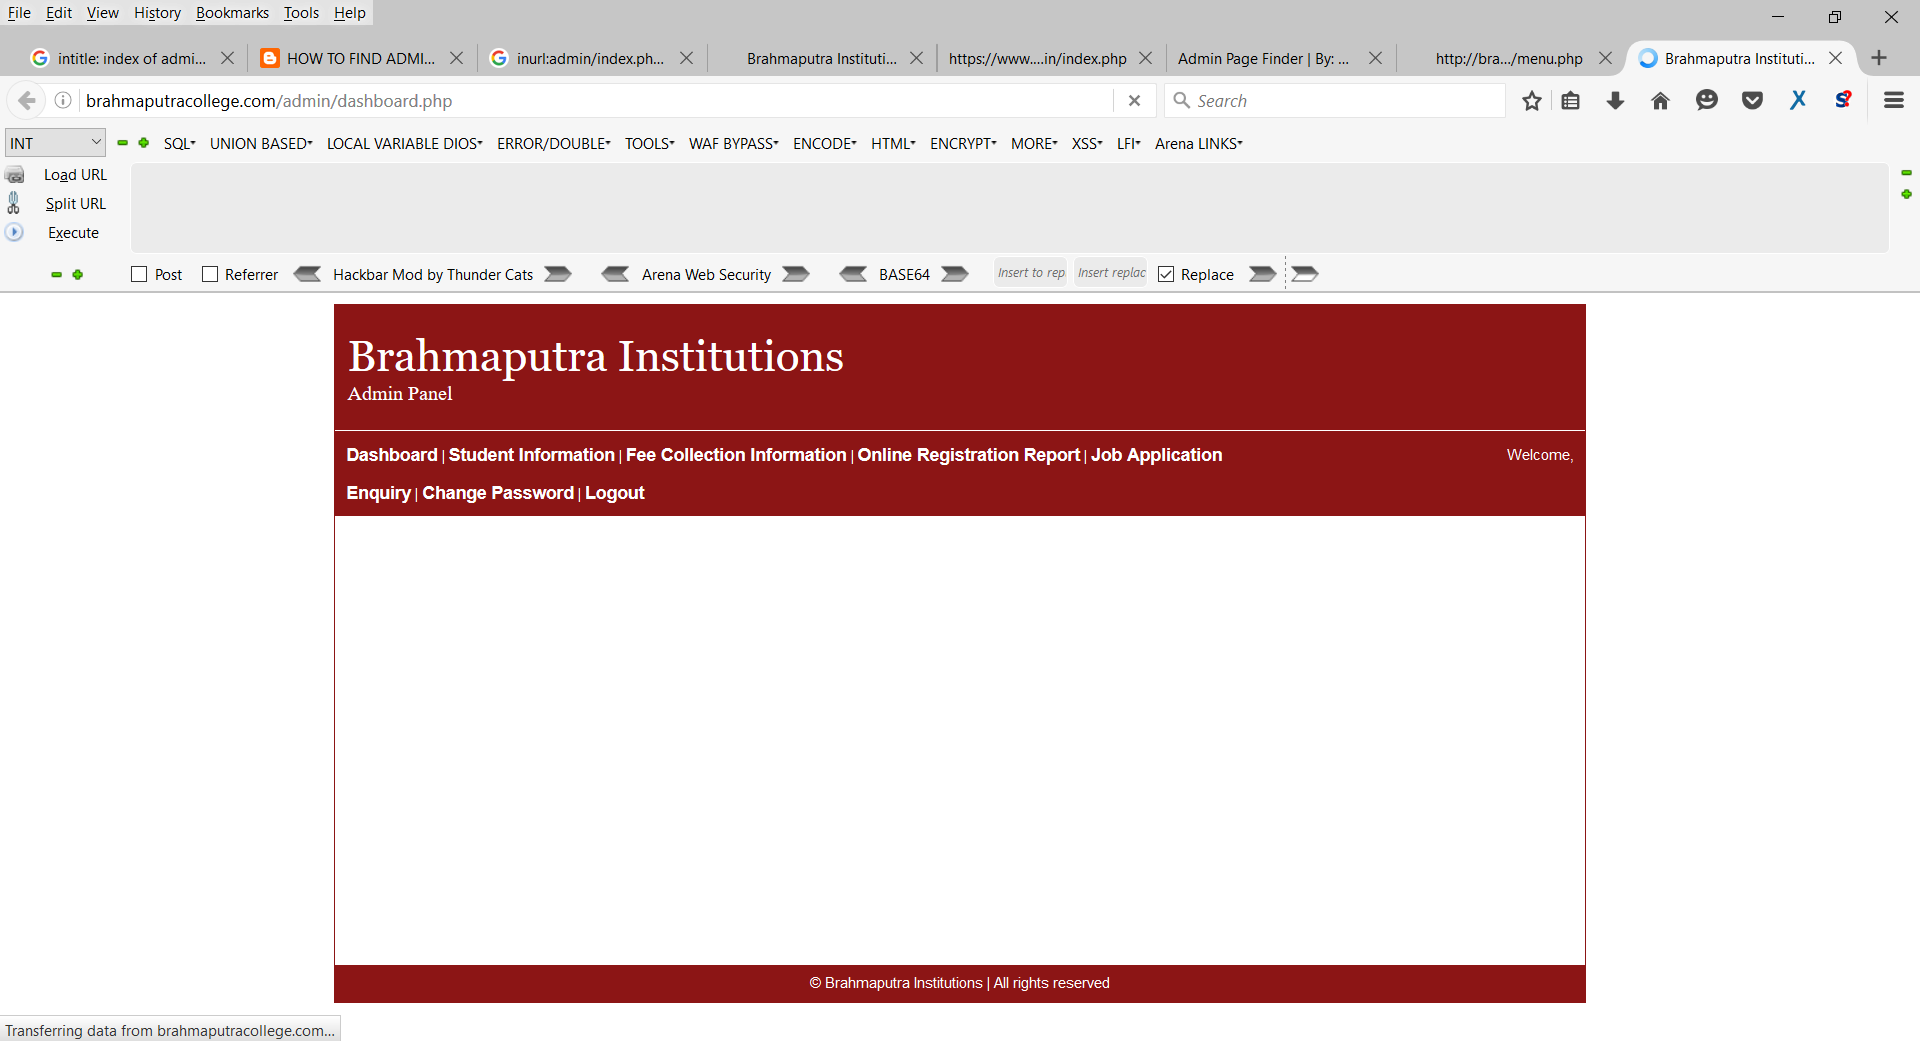 File Edit View History Bookmarks Tools Help
intitle: index of admi... HOW TO FIND ADMI... inurl:admin/index.ph... Brahmaputra Instituti... https://www....in/index.php Admin Page Finder | By: ... http://bra.../menu.php Brahmaputra Instituti...
brahmaputracollege.com/admin/dashboard.php Search
INT SQL UNION BASED LOCAL VARIABLE DIOS ERROR/DOUBLE TOOLS WAF BYPASS ENCODE HTML ENCRYPT MORE XSS LFI Arena LINKS
Load URL
Split URL
Execute
Post Referrer Hackbar Mod by Thunder Cats Arena Web Security BASE64 Insert to rep Insert replac Replace
Brahmaputra Institutions
Admin Panel
Dashboard | Student Information | Fee Collection Information | Online Registration Report | Job Application Welcome,
Enquiry | Change Password | Logout
© Brahmaputra Institutions | All rights reserved
Transferring data from brahmaputracollege.com...